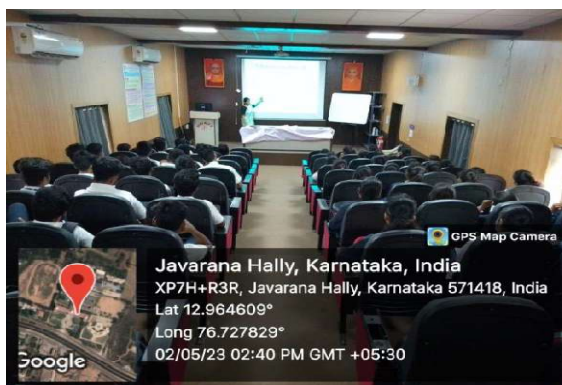 GPS Map Camera
Javarana Hally, Karnataka, India
XP7H+R3R, Javarana Hally, Karnataka 571418, India
Lat 12.964609°
Long 76.727829°
02/05/23 02:40 PM GMT +05:30
Google